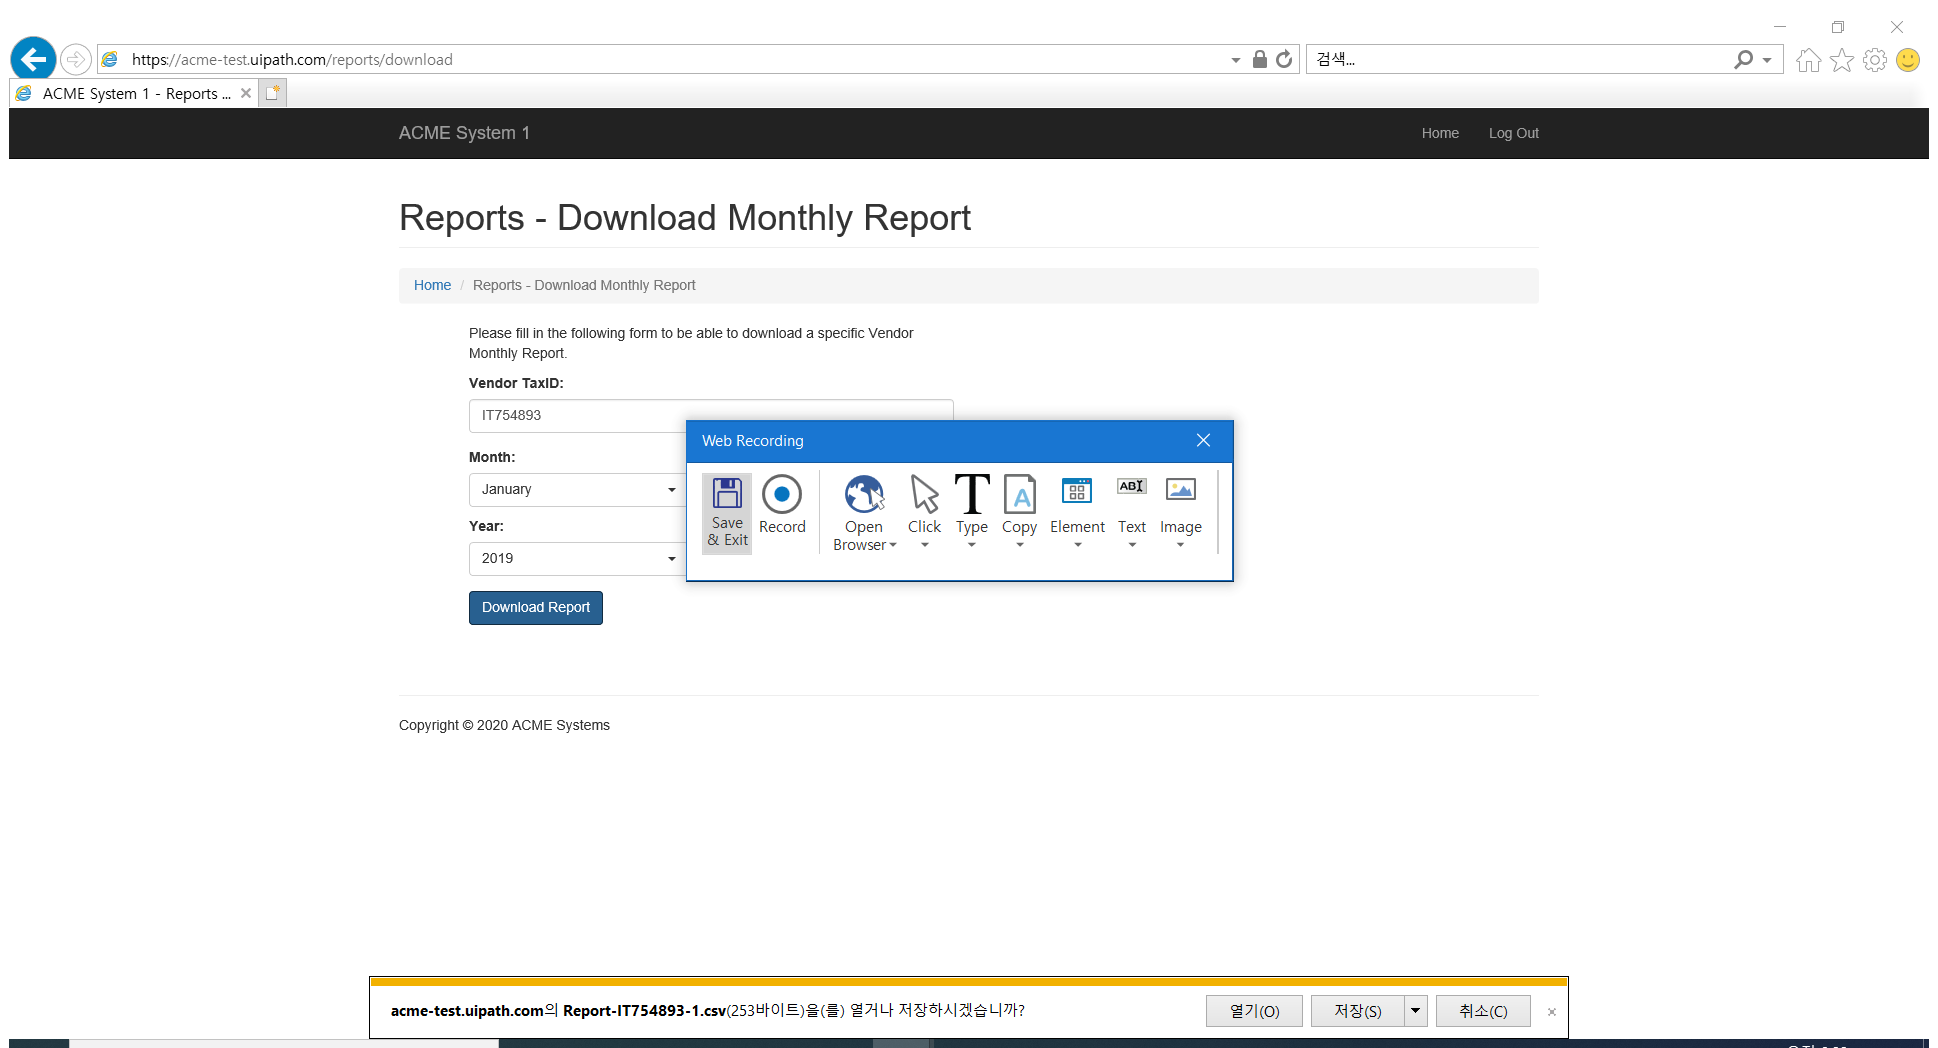 https://acme-test.uipath.com/reports/download
검색...
ACME System 1 - Reports ...
ACME System 1
Home
Log Out
Reports - Download Monthly Report
Home / Reports - Download Monthly Report
Please fill in the following form to be able to download a specific Vendor
Monthly Report.
Vendor TaxID:
IT754893
Month:
January
Year:
2019
Download Report
Web Recording
Save
& Exit
Record
Open
Browser
Click
Type
Copy
Element
Text
Image
Copyright © 2020 ACME Systems
acme-test.uipath.com의 Report-IT754893-1.csv(253바이트)을(를) 열거나 저장하시겠습니까?
열기(O)
저장(S)
취소(C)